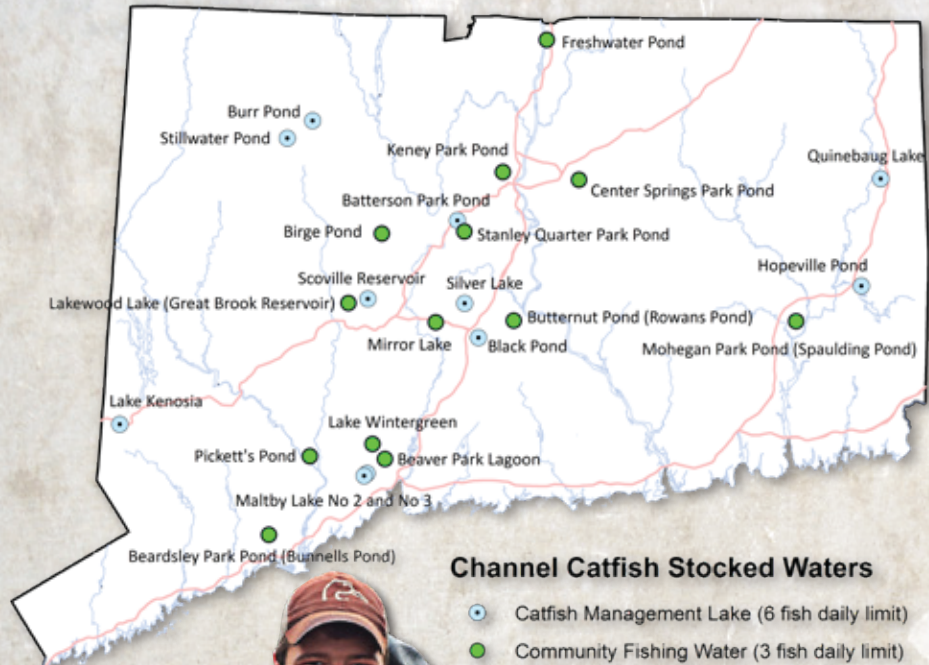 Freshwater Pond
Burr Pond
Stillwater Pond
Keney Park Pond
Quinebaug Lake
Center Springs Park Pond
Batterson Park Pond
Birge Pond
Stanley Quarter Park Pond
Hopeville Pond
Scoville Reservoir
Silver Lake
Lakewood Lake (Great Brook Reservoir)
Butternut Pond (Rowans Pond)
Mirror Lake
Black Pond
Mohegan Park Pond (Spaulding Pond)
Lake Kenosia
Lake Wintergreen
Pickett's Pond
Beaver Park Lagoon
Maltby Lake No 2 and No 3
Beardsley Park Pond (Bunnells Pond)
Channel Catfish Stocked Waters
Catfish Management Lake (6 fish daily limit)
Community Fishing Water (3 fish daily limit)